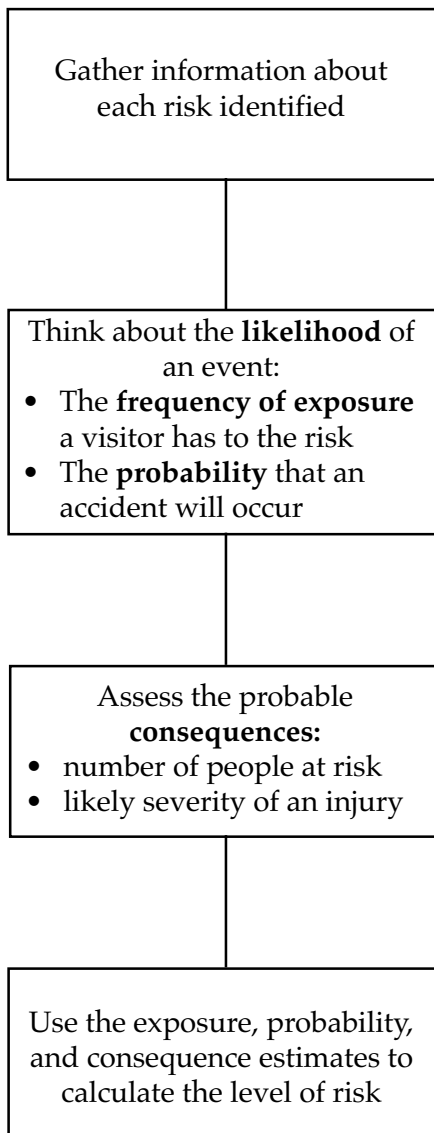 Gather information about
each risk identified
Think about the likelihood of
an event:
• The frequency of exposure
a visitor has to the risk
• The probability that an
accident will occur
Assess the probable
consequences:
• number of people at risk
• likely severity of an injury
Use the exposure, probability,
and consequence estimates to
calculate the level of risk